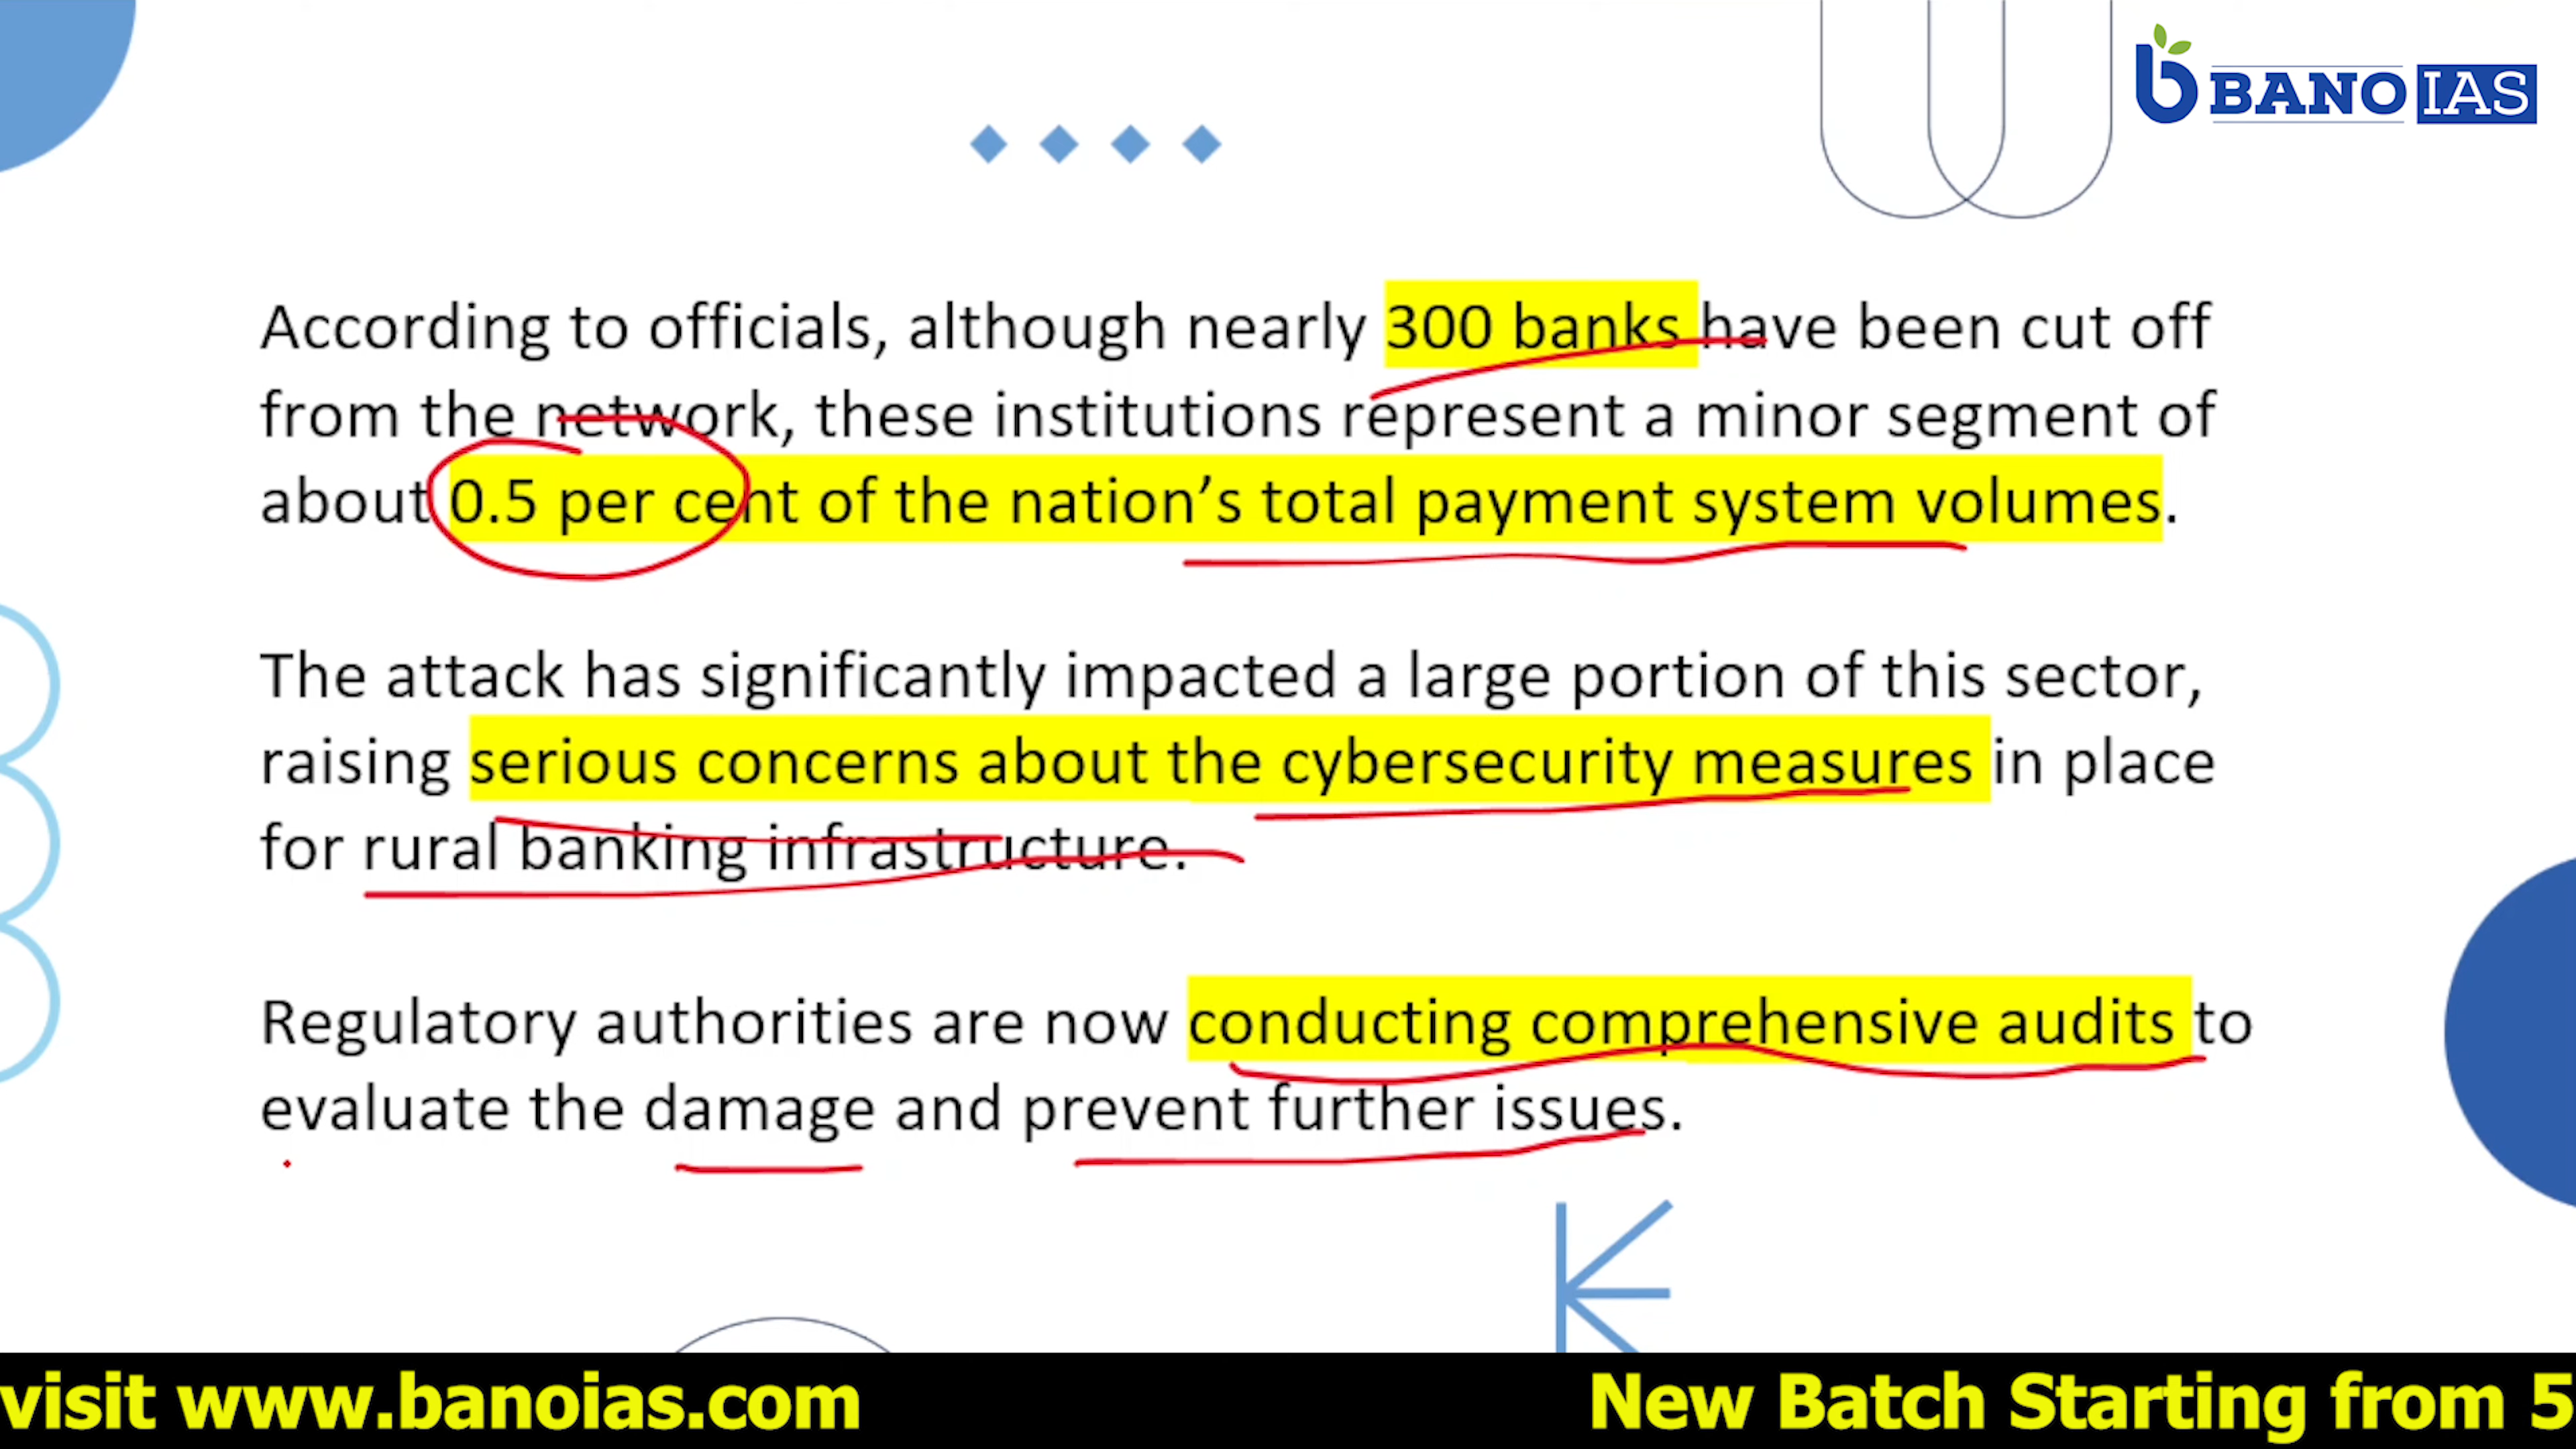 BANO IAS
According to officials, although nearly 300 banks have been cut off
from the network, these institutions represent a minor segment of
about 0.5 per cent of the nation’s total payment system volumes.
The attack has significantly impacted a large portion of this sector,
raising serious concerns about the cybersecurity measures in place
for rural banking infrastructure.
Regulatory authorities are now conducting comprehensive audits to
evaluate the damage and prevent further issues.
visit www.banoias.com New Batch Starting from 5